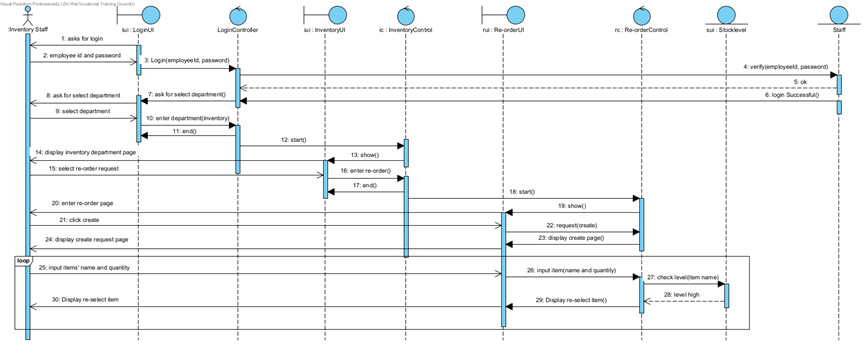 Visual Paradigm Professional(Li Zik Wai(Vocational Training Council))
:Inventory Staff
lui : LoginUI
LoginController
iui : InventoryUI
ic : InventoryControl
rui : Re-orderUI
rc : Re-orderControl
sui : Stocklevel
Staff
1: asks for login
2: employee id and password
3: Login(employeeId, password)
4: verify(employeeId, password)
5: ok
6: login Successful()
7: ask for select department()
8: ask for select department
9: select department
10: enter department(inventory)
11: end()
12: start()
13: show()
14: display inventory department page
15: select re-order request
16: enter re-order()
17: end()
18: start()
19: show()
20: enter re-order page
21: click create
22: request(create)
23: display create page()
24: display create request page
loop
25: input items' name and quantity
26: input item(name and quantity)
27: check level(item name)
28: level high
29: Display re-select item()
30: Display re-select item